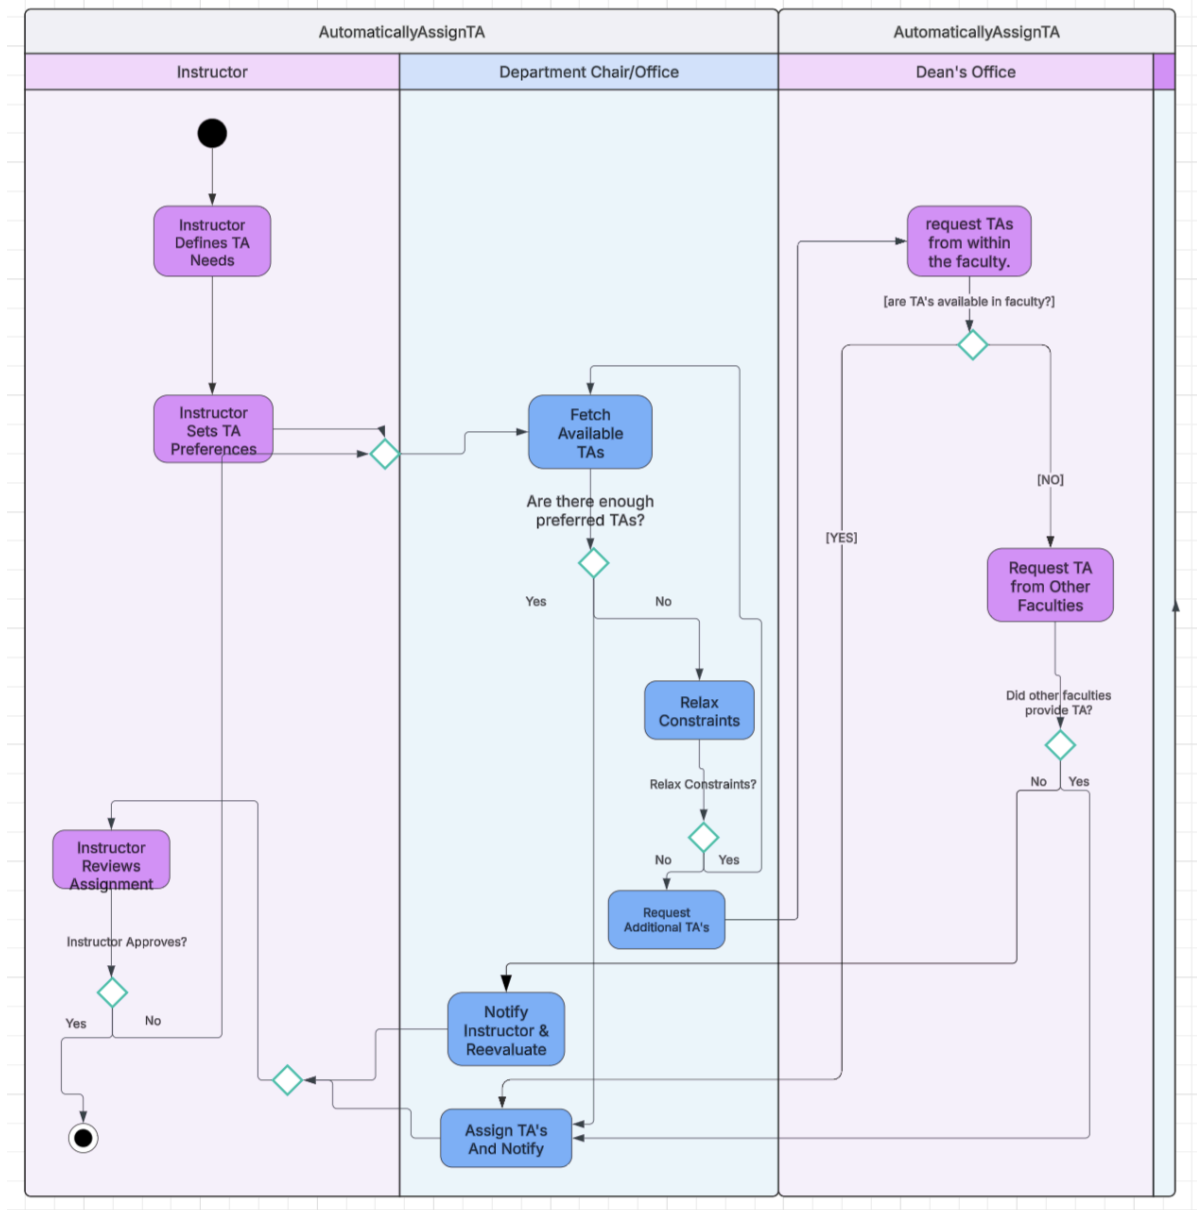 AutomaticallyAssignTA
AutomaticallyAssignTA
Instructor
Department Chair/Office
Dean's Office
Instructor
Defines TA
Needs
request TAs
from within
the faculty.
[are TA's available in faculty?]
Instructor
Sets TA
Preferences
Fetch
Available
TAs
Are there enough
preferred TAs?
[NO]
[YES]
Request TA
from Other
Faculties
Yes
No
Relax
Constraints
Did other faculties
provide TA?
Relax Constraints?
No
Yes
Instructor
Reviews
Assignment
No
Yes
Request
Additional TA's
Instructor Approves?
Yes
No
Notify
Instructor &
Reevaluate
Assign TA's
And Notify